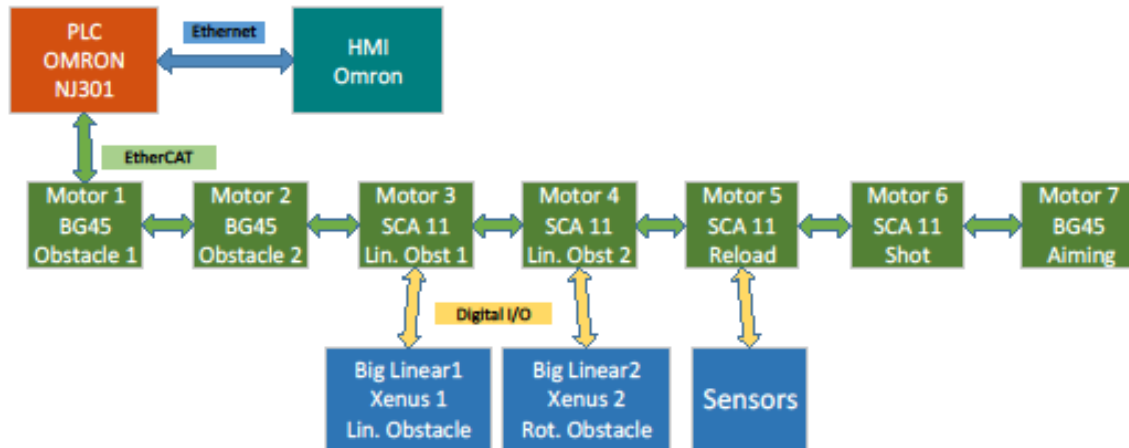 PLC
OMRON
NJ301
Ethernet
HMI
Omron
EtherCAT
Motor 1
BG45
Obstacle 1
Motor 2
BG45
Obstacle 2
Motor 3
SCA 11
Lin. Obst 1
Motor 4
SCA 11
Lin. Obst 2
Motor 5
SCA 11
Reload
Motor 6
SCA 11
Shot
Motor 7
BG45
Aiming
Digital I/O
Big Linear1
Xenus 1
Lin. Obstacle
Big Linear2
Xenus 2
Rot. Obstacle
Sensors